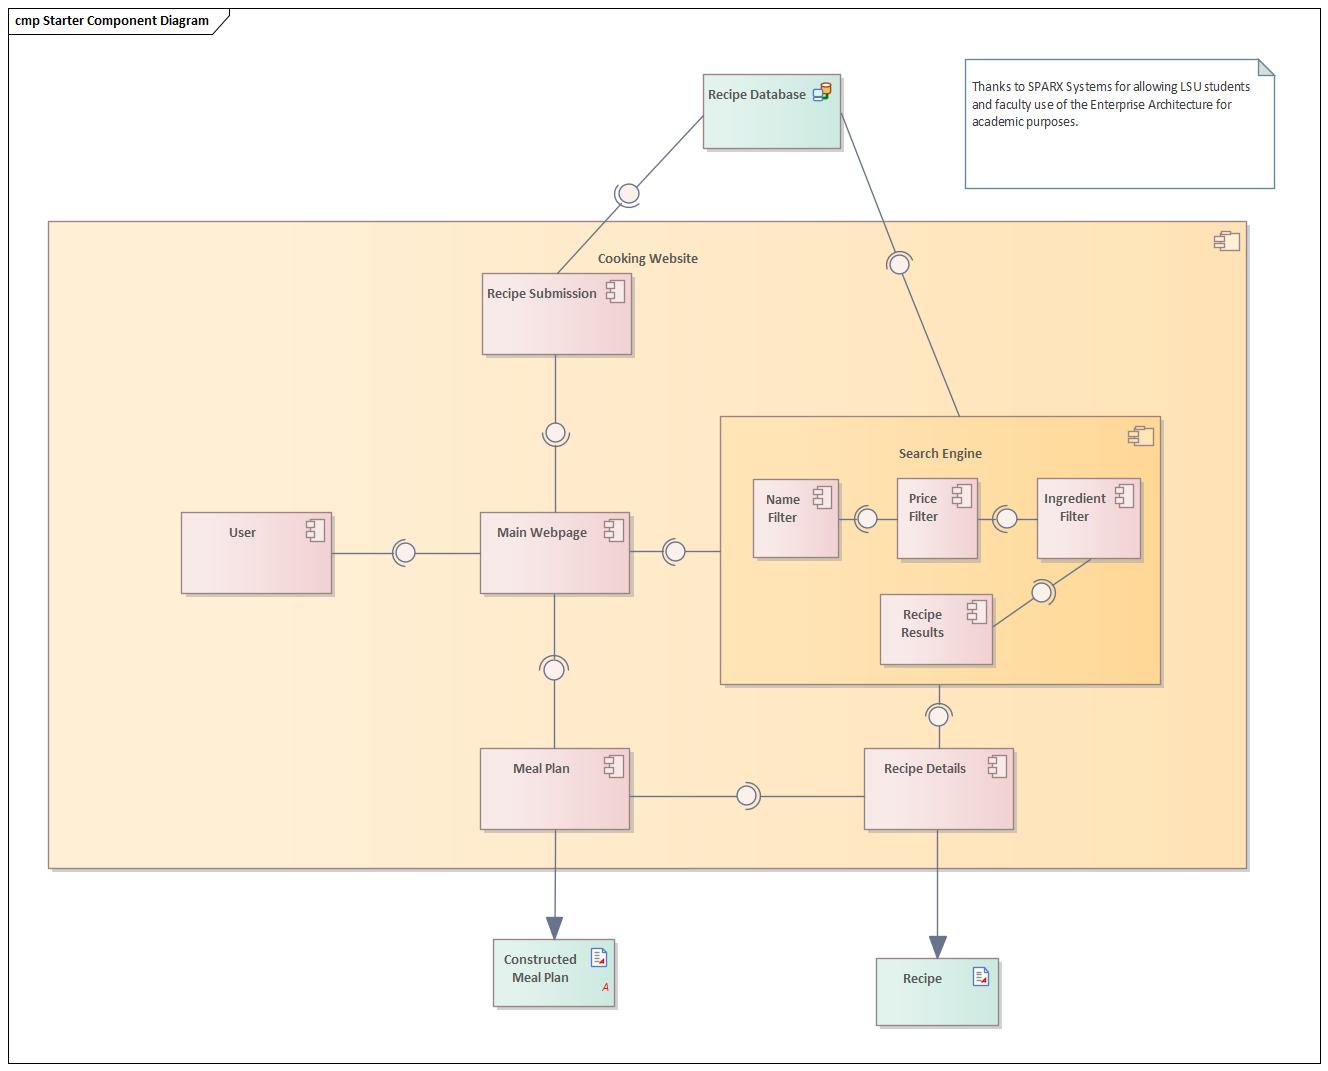 cmp Starter Component Diagram
Recipe Database
Thanks to SPARX Systems for allowing LSU students
and faculty use of the Enterprise Architecture for
academic purposes.
Cooking Website
Recipe Submission
Search Engine
Name
Filter
Price
Filter
Ingredient
Filter
User
Main Webpage
Recipe
Results
Meal Plan
Recipe Details
Constructed
Meal Plan
A
Recipe